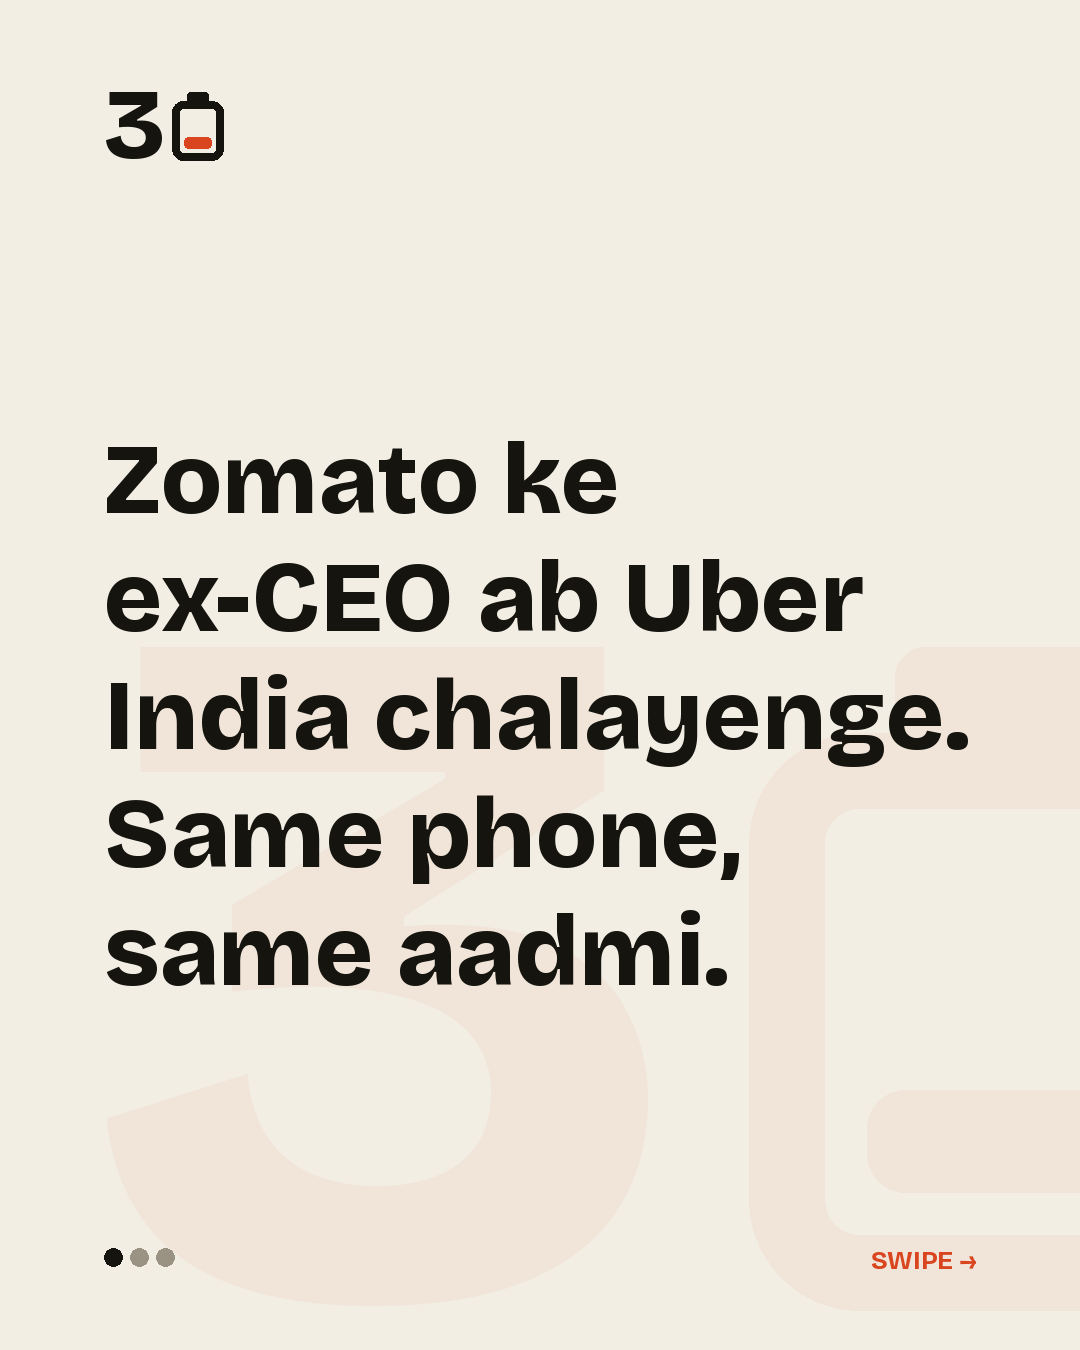 3
Zomato ke
ex-CEO ab Uber
India chalayenge.
Same phone,
same aadmi.
SWIPE →